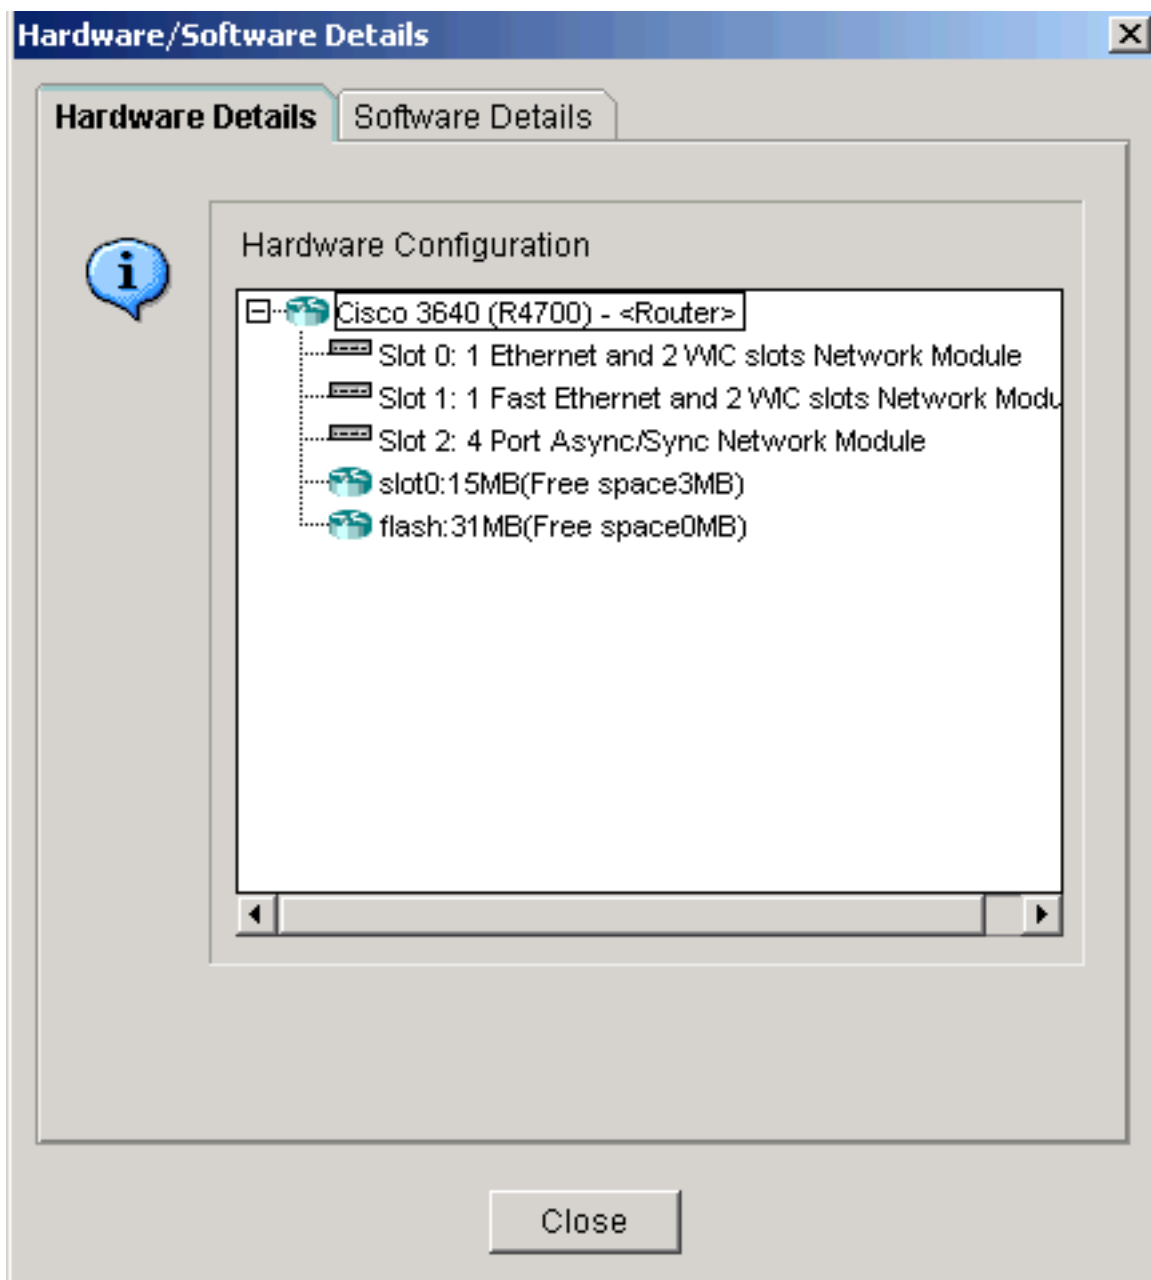 Hardware/Software Details
Hardware Details
Software Details
Hardware Configuration
Cisco 3640 (R4700) - <Router>
Slot 0: 1 Ethernet and 2 WIC slots Network Module
Slot 1: 1 Fast Ethernet and 2 WIC slots Network Modu
Slot 2: 4 Port Async/Sync Network Module
slot0:15MB(Free space3MB)
flash:31MB(Free space0MB)
Close